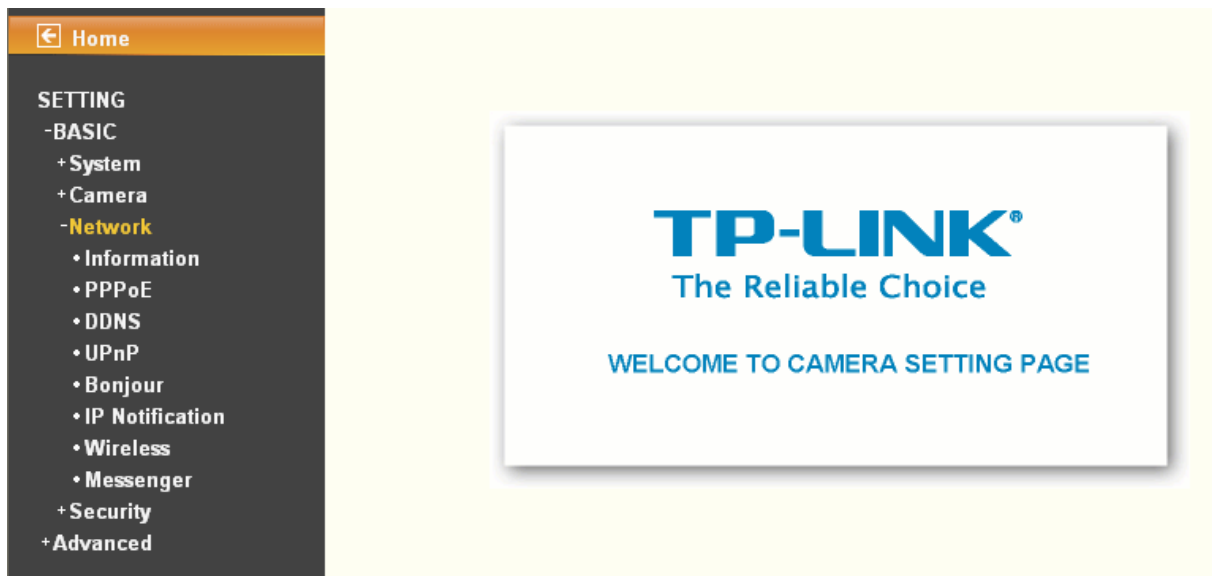 Home
SETTING
-BASIC
+System
+Camera
-Network
•Information
•PPPoE
•DDNS
•UPnP
•Bonjour
•IP Notification
•Wireless
•Messenger
+Security
+Advanced
TP-LINK®
The Reliable Choice
WELCOME TO CAMERA SETTING PAGE